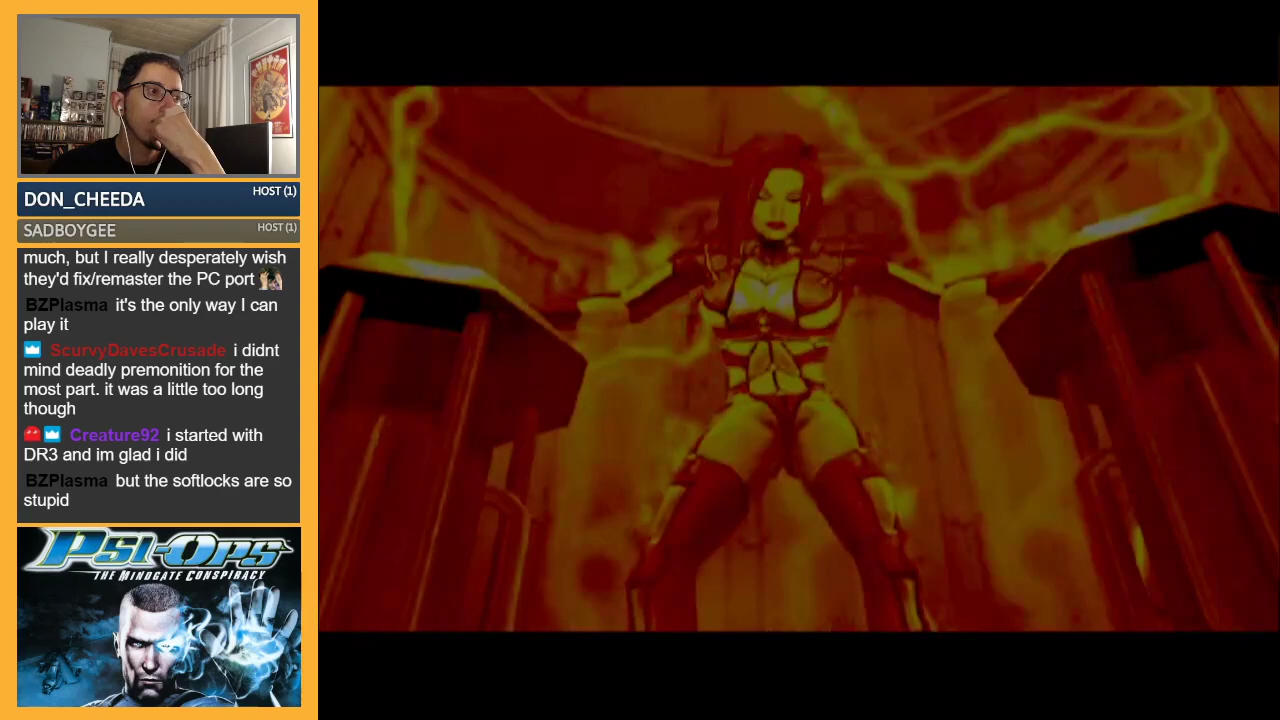 DON_CHEEDA
HOST (1)
SADBOYGEE
HOST (1)
much, but I really desperately wish
they'd fix/remaster the PC port
BZPlasma it's the only way I can
play it
ScurvyDavesCrusade i didnt
mind deadly premonition for the
most part. it was a little too long
though
Creature92 i started with
DR3 and im glad i did
BZPlasma but the softlocks are so
stupid
PSI-OPS
THE MINDGATE CONSPIRACY